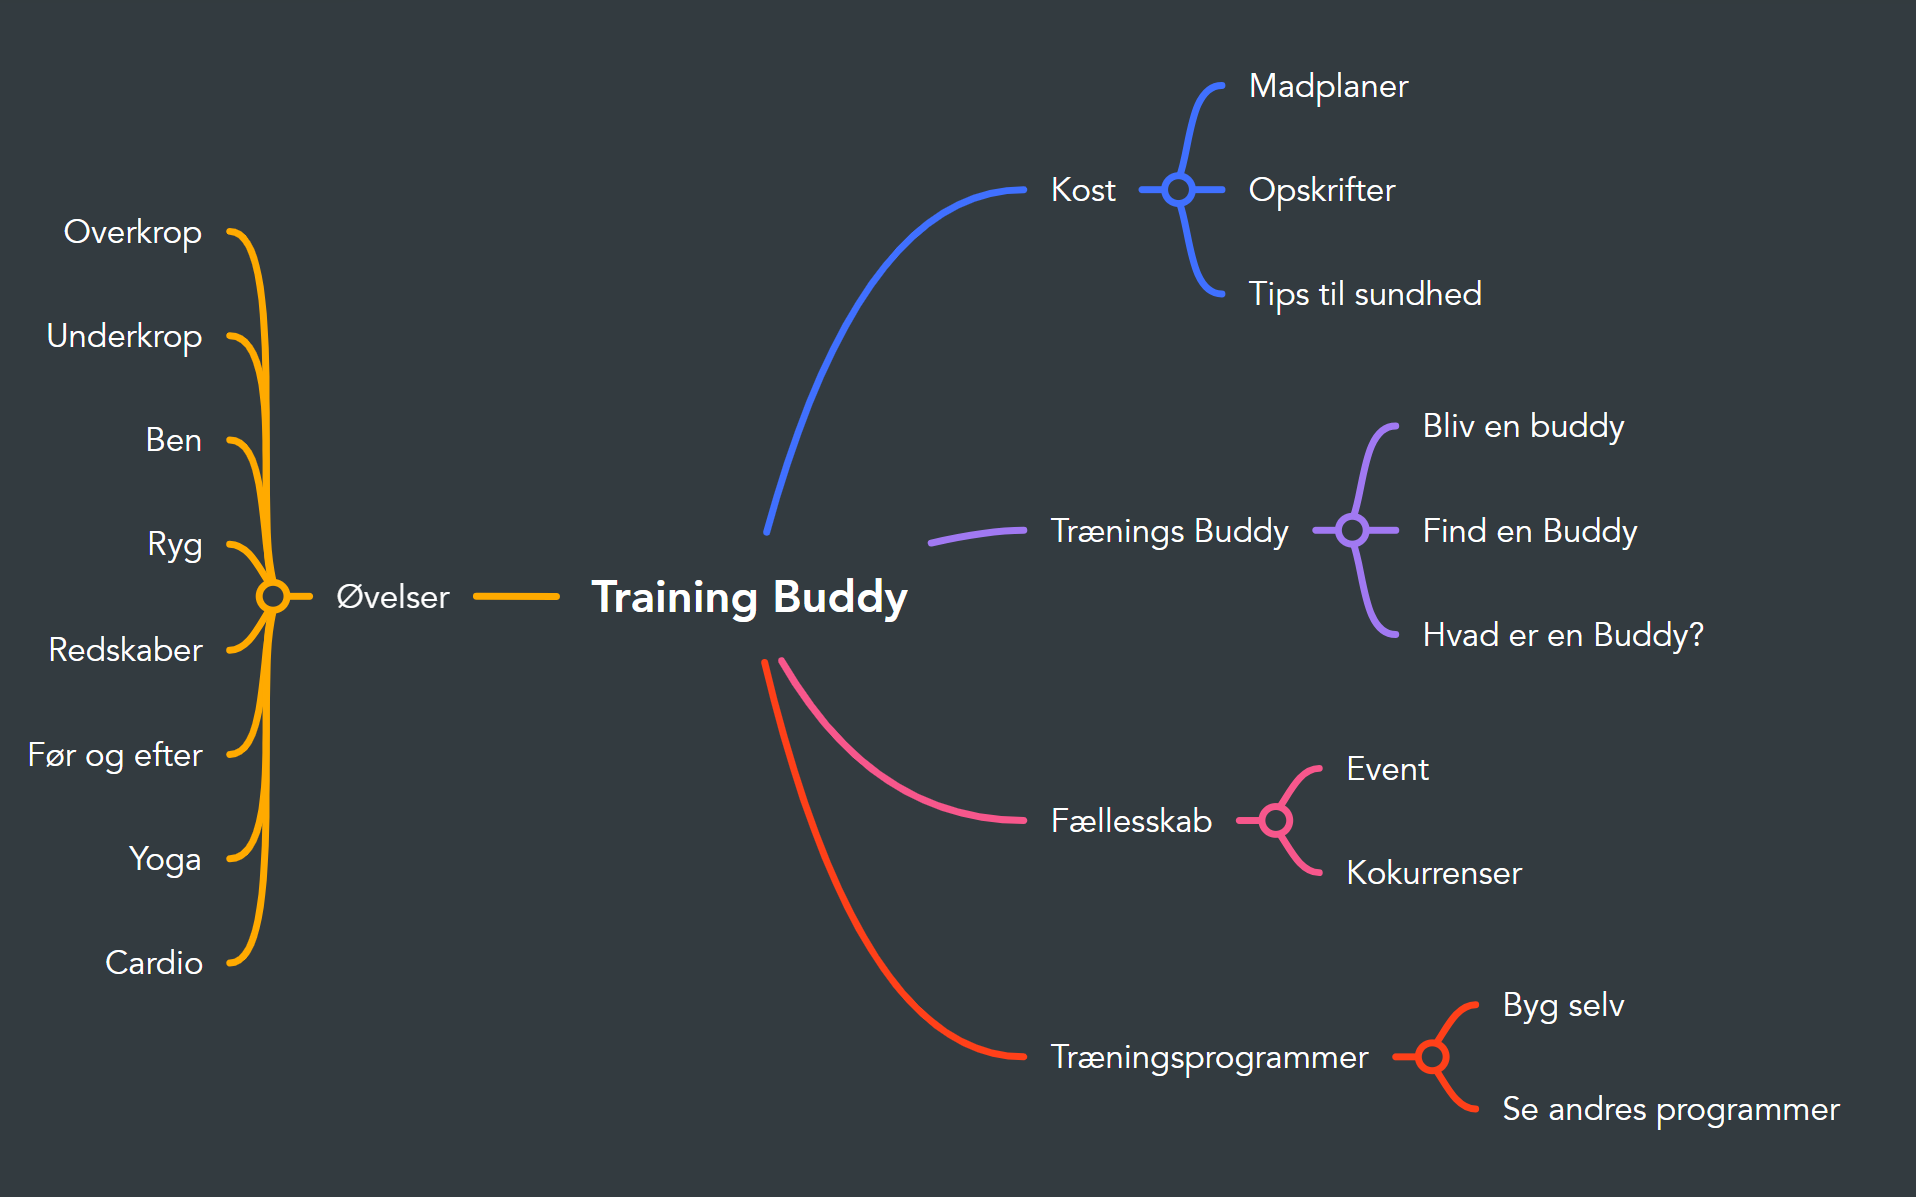 Training Buddy
Kost
Madplaner
Opskrifter
Tips til sundhed
Trænings Buddy
Bliv en buddy
Find en Buddy
Hvad er en Buddy?
Fællesskab
Event
Kokurrenser
Træningsprogrammer
Byg selv
Se andres programmer
Øvelser
Overkrop
Underkrop
Ben
Ryg
Redskaber
Før og efter
Yoga
Cardio